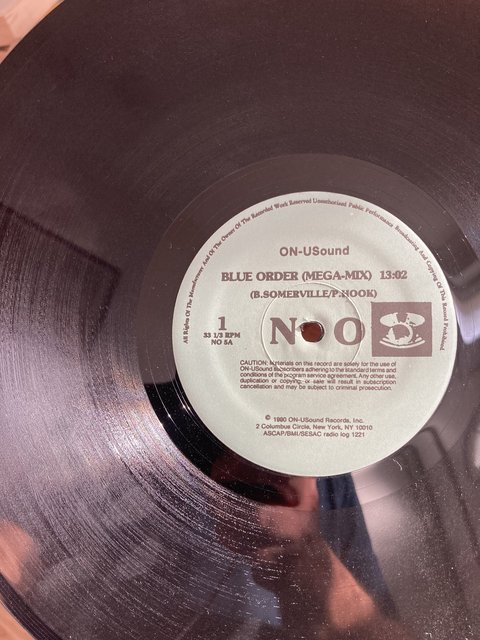 All Rights Of The Manufacturer And Of The Owner Of The Recorded Work Reserved Unauthorized Public Performance Broadcasting And Copying Of This Record Prohibited
ON-USound
BLUE ORDER (MEGA-MIX) 13:02
(B.SOMERVILLE/P.HOOK)
1
33 1/3 RPM
NO 5A
N O
CAUTION: Materials on this record are solely for the use of
ON-USound subscribers adhering to the standard terms and
conditions of the program service agreement. Any other use,
duplication or copying, or sale will result in subscription
cancellation and may be subject to criminal prosecution.
© 1980 ON-USound Records, Inc.
2 Columbus Circle, New York, NY 10010
ASCAP/BMI/SESAC radio log 1221